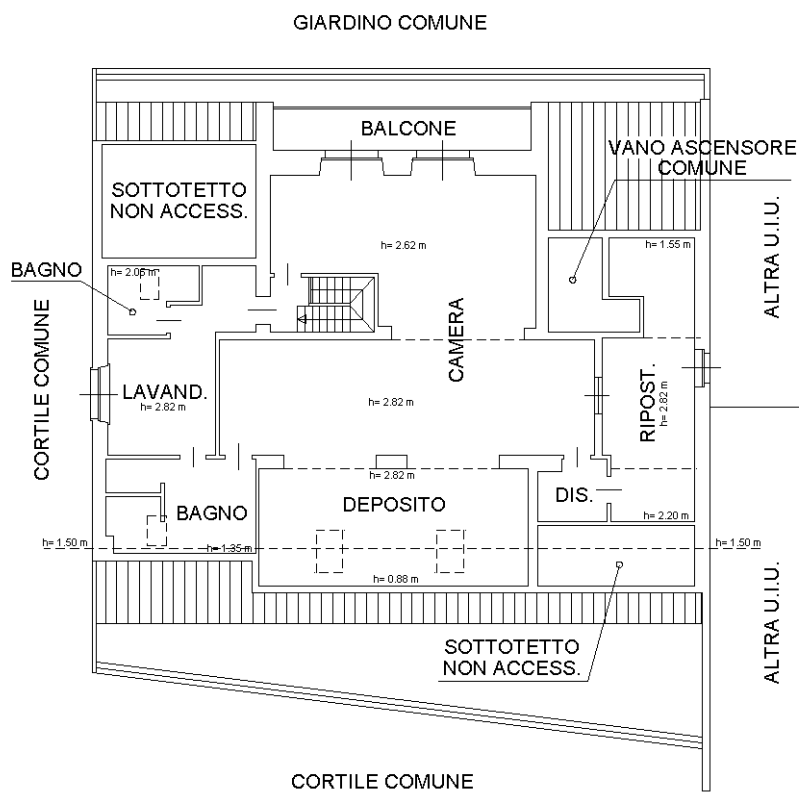 GIARDINO COMUNE
BALCONE
VANO ASCENSORE
COMUNE
SOTTOTETTO
NON ACCESS.
h= 2.62 m
h= 1.55 m
ALTRA U.I.U.
BAGNO
h= 2.05 m
CORTILE COMUNE
CAMERA
LAVAND.
h= 2.82 m
h= 2.82 m
RIPOST.
h= 2.82 m
h= 2.82 m
BAGNO
DEPOSITO
DIS.
h= 2.20 m
h= 1.50 m
h= 1.35 m
h= 1.50 m
h= 0.88 m
ALTRA U.I.U.
SOTTOTETTO
NON ACCESS.
CORTILE COMUNE